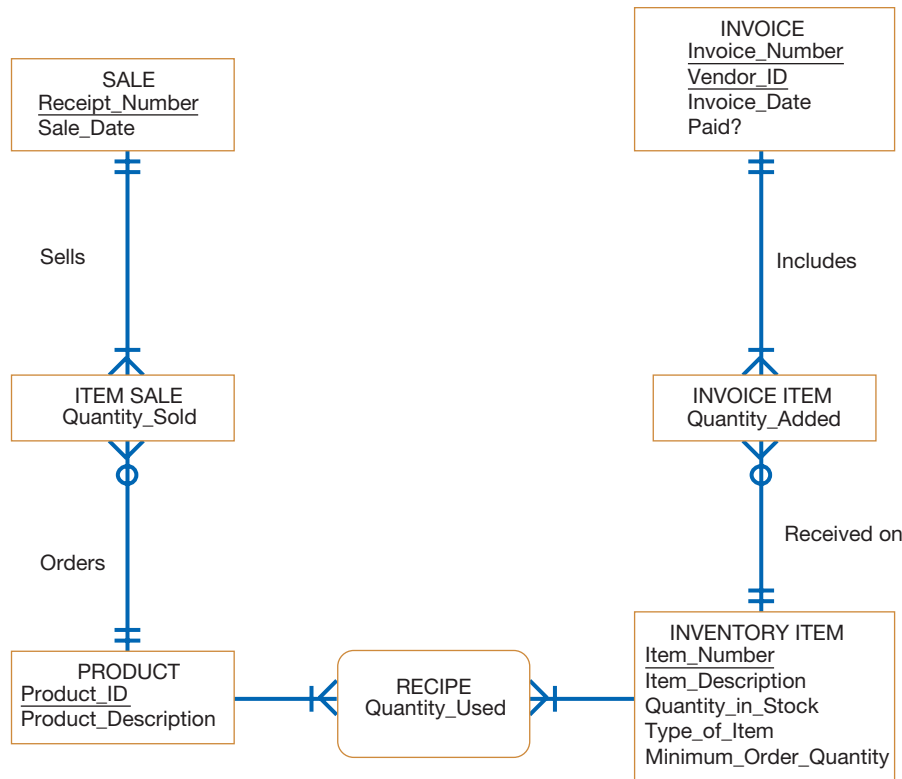 SALE
Receipt_Number
Sale_Date
INVOICE
Invoice_Number
Vendor_ID
Invoice_Date
Paid?
Sells
Includes
ITEM SALE
Quantity_Sold
INVOICE ITEM
Quantity_Added
Orders
Received on
PRODUCT
Product_ID
Product_Description
RECIPE
Quantity_Used
INVENTORY ITEM
Item_Number
Item_Description
Quantity_in_Stock
Type_of_Item
Minimum_Order_Quantity